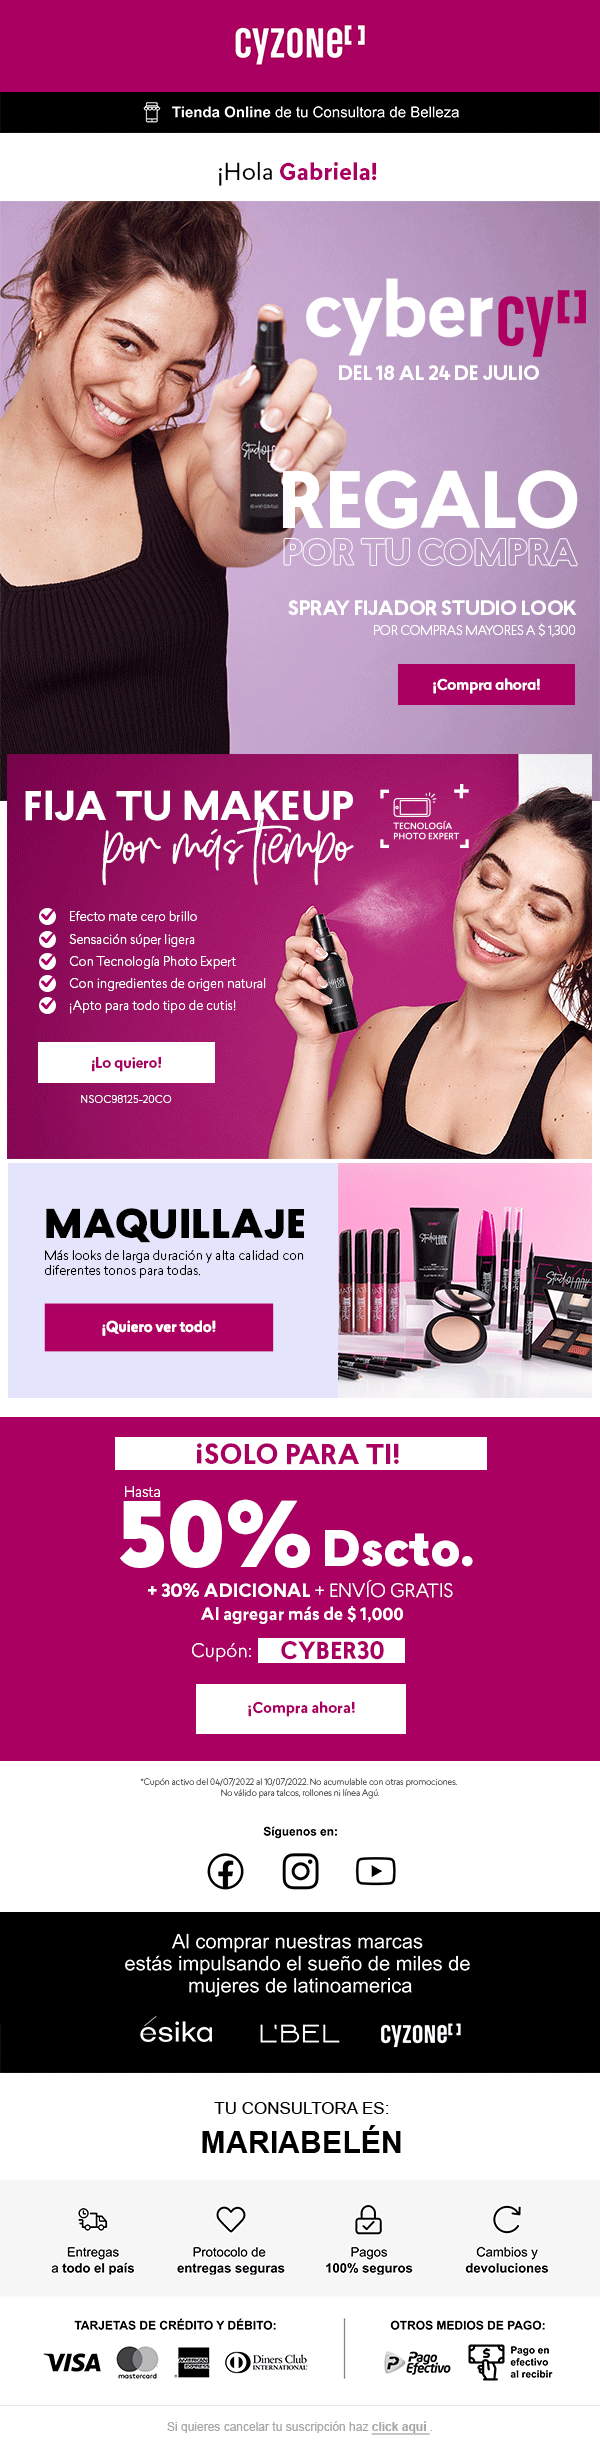 cyzone[]
Tienda Online de tu Consultora de Belleza
¡Hola Gabriela!
cybercy[]
DEL 18 AL 24 DE JULIO
Studio Look
SPRAY FIJADOR
REGALO
POR TU COMPRA
SPRAY FIJADOR STUDIO LOOK
POR COMPRAS MAYORES A $ 1,300
¡Compra ahora!
FIJA TU MAKEUP
por más tiempo
TECNOLOGÍA
PHOTO EXPERT
Efecto mate cero brillo
Sensación súper ligera
Con Tecnología Photo Expert
Con ingredientes de origen natural
¡Apto para todo tipo de cutis!
¡Lo quiero!
NSOC98125-20CO
MAQUILLAJE
Más looks de larga duración y alta calidad con
diferentes tonos para todas.
¡Quiero ver todo!
Studio Look
Studio Look
¡SOLO PARA TI!
Hasta
50% Dscto.
+ 30% ADICIONAL + ENVÍO GRATIS
Al agregar más de $ 1,000
Cupón: CYBER30
¡Compra ahora!
*Cupón activo del 04/07/2022 al 10/07/2022. No acumulable con otras promociones.
No válido para talcos, rollones ni línea Agú.
Síguenos en:
Al comprar nuestras marcas
estás impulsando el sueño de miles de
mujeres de latinoamerica
ésika L'BEL cyzone[]
TU CONSULTORA ES:
MARIABELÉN
Entregas
a todo el país
Protocolo de
entregas seguras
Pagos
100% seguros
Cambios y
devoluciones
TARJETAS DE CRÉDITO Y DÉBITO:
VISA mastercard AMERICAN EXPRESS Diners Club INTERNATIONAL
OTROS MEDIOS DE PAGO:
Pago Efectivo
Pago en
efectivo
al recibir
Si quieres cancelar tu suscripción haz click aquí .